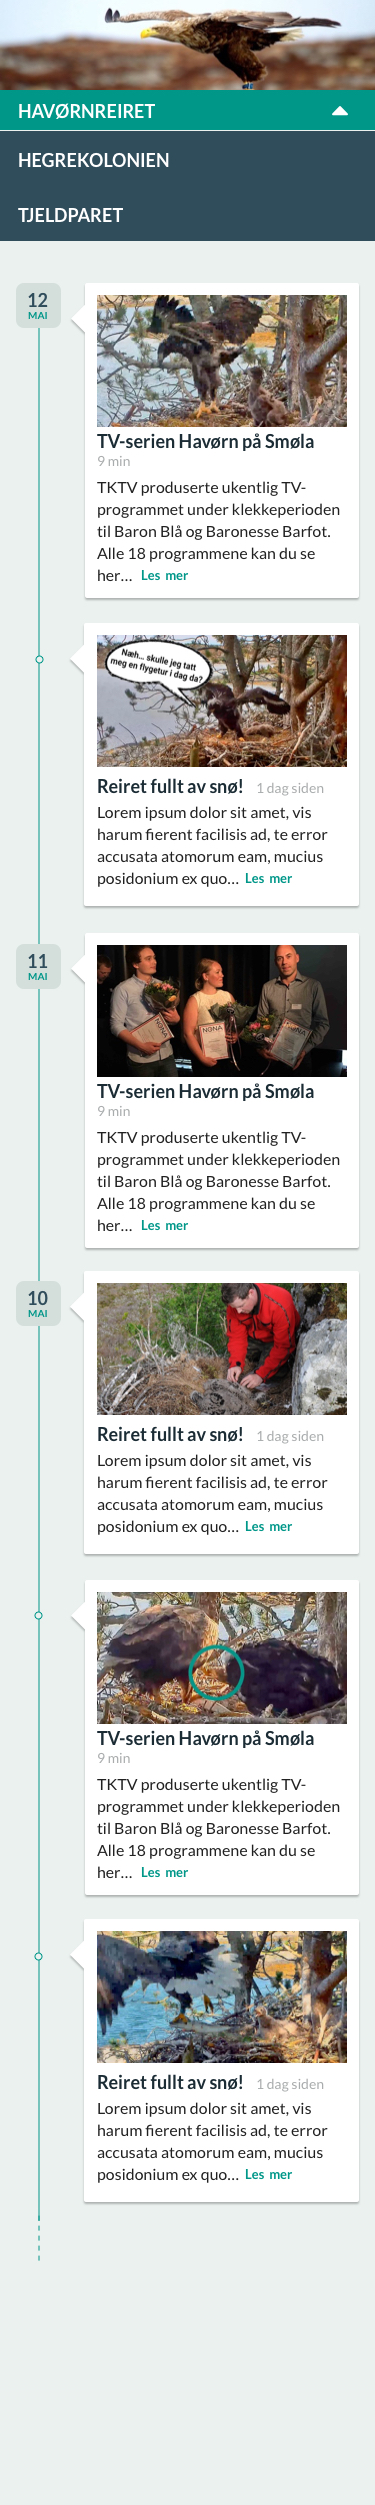 HAVØRNREIRET
HEGREKOLONIEN
TJELDPARET
12
MAI
TV-serien Havørn på Smøla
9 min
TKTV produserte ukentlig TV-
programmet under klekkeperioden
til Baron Blå og Baronesse Barfot.
Alle 18 programmene kan du se
her... Les mer
Næh... skulle jeg tatt
meg en flygetur i dag da?
Reiret fullt av snø! 1 dag siden
Lorem ipsum dolor sit amet, vis
harum fierent facilisis ad, te error
accusata atomorum eam, mucius
posidonium ex quo... Les mer
11
MAI
NONA
NONA
NONA
TV-serien Havørn på Smøla
9 min
TKTV produserte ukentlig TV-
programmet under klekkeperioden
til Baron Blå og Baronesse Barfot.
Alle 18 programmene kan du se
her... Les mer
10
MAI
Reiret fullt av snø! 1 dag siden
Lorem ipsum dolor sit amet, vis
harum fierent facilisis ad, te error
accusata atomorum eam, mucius
posidonium ex quo... Les mer
TV-serien Havørn på Smøla
9 min
TKTV produserte ukentlig TV-
programmet under klekkeperioden
til Baron Blå og Baronesse Barfot.
Alle 18 programmene kan du se
her... Les mer
Reiret fullt av snø! 1 dag siden
Lorem ipsum dolor sit amet, vis
harum fierent facilisis ad, te error
accusata atomorum eam, mucius
posidonium ex quo... Les mer